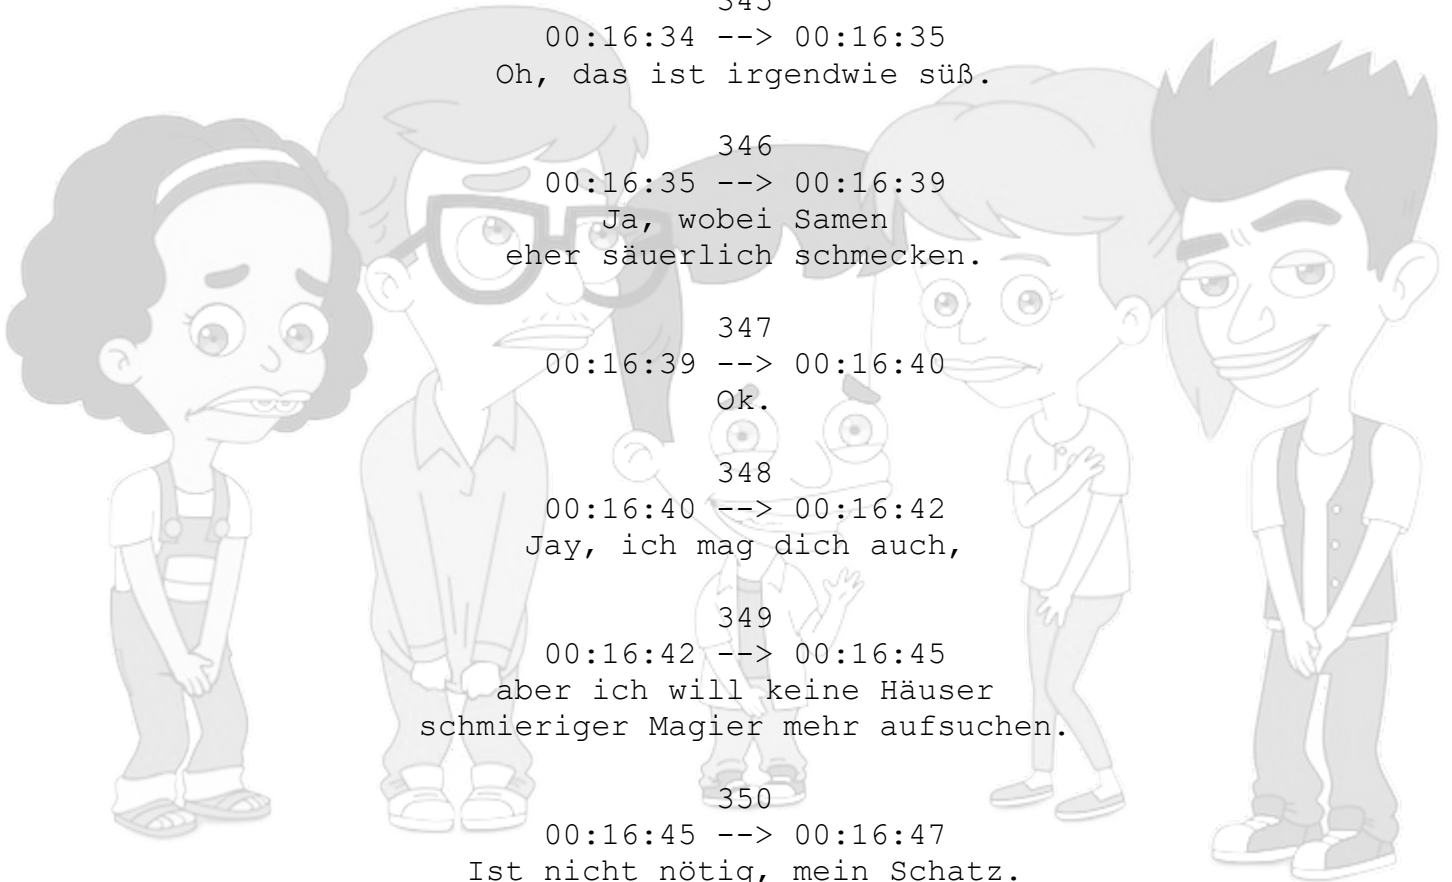 345
00:16:34 --> 00:16:35
Oh, das ist irgendwie süß.
346
00:16:35 --> 00:16:39
Ja, wobei Samen
eher säuerlich schmecken.
347
00:16:39 --> 00:16:40
Ok.
348
00:16:40 --> 00:16:42
Jay, ich mag dich auch,
349
00:16:42 --> 00:16:45
aber ich will keine Häuser
schmieriger Magier mehr aufsuchen.
350
00:16:45 --> 00:16:47
Ist nicht nötig, mein Schatz.